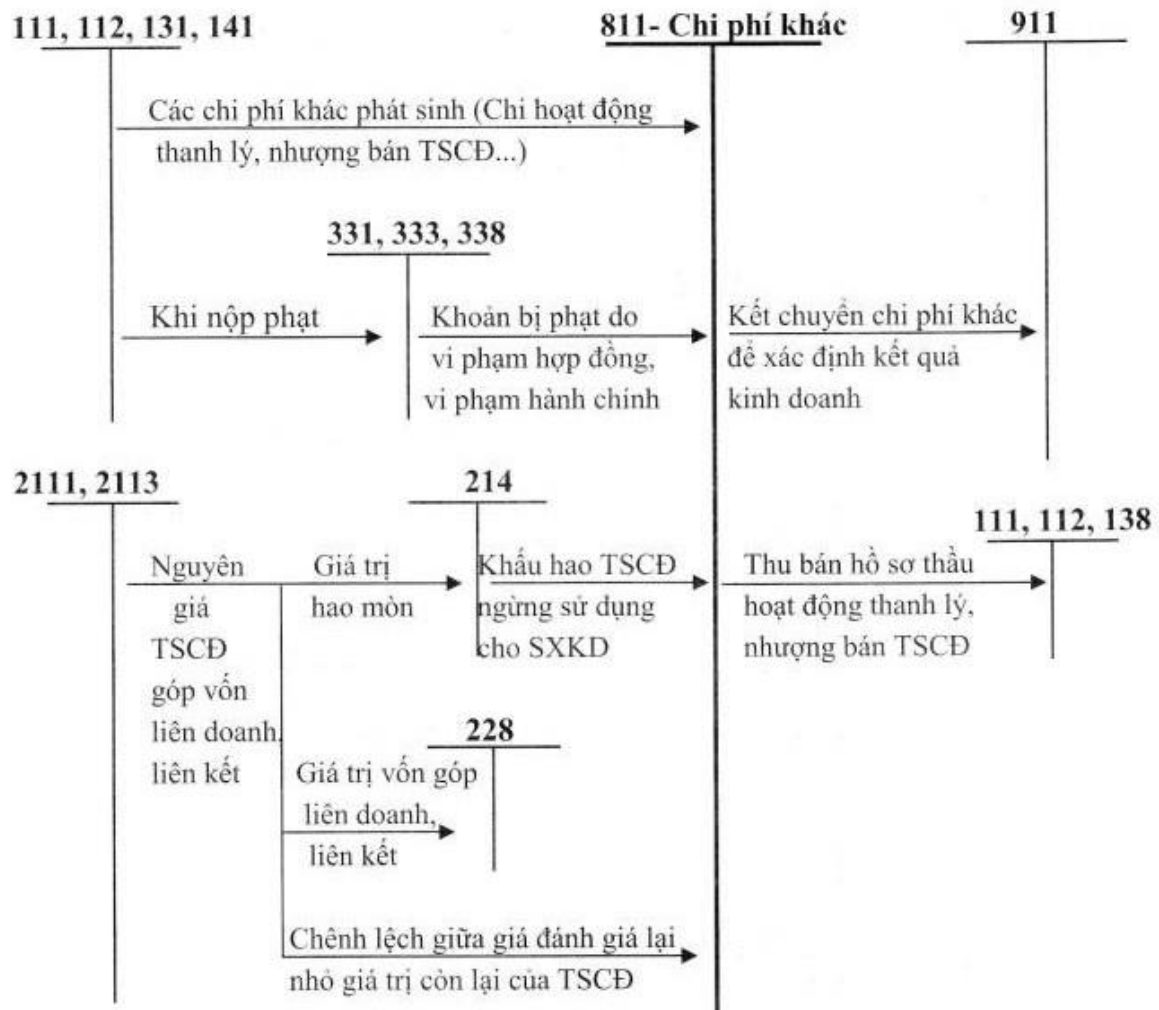 111, 112, 131, 141
811- Chi phí khác
911
Các chi phí khác phát sinh (Chi hoạt động
thanh lý, nhượng bán TSCĐ...)
331, 333, 338
Khi nộp phạt
Khoản bị phạt do
vi phạm hợp đồng,
vi phạm hành chính
Kết chuyển chi phí khác
để xác định kết quả
kinh doanh
2111, 2113
214
111, 112, 138
Nguyên
giá
TSCĐ
góp vốn
liên doanh,
liên kết
Giá trị
hao mòn
Khấu hao TSCĐ
ngừng sử dụng
cho SXKD
Thu bán hồ sơ thầu
hoạt động thanh lý,
nhượng bán TSCĐ
228
Giá trị vốn góp
liên doanh,
liên kết
Chênh lệch giữa giá đánh giá lại
nhỏ giá trị còn lại của TSCĐ